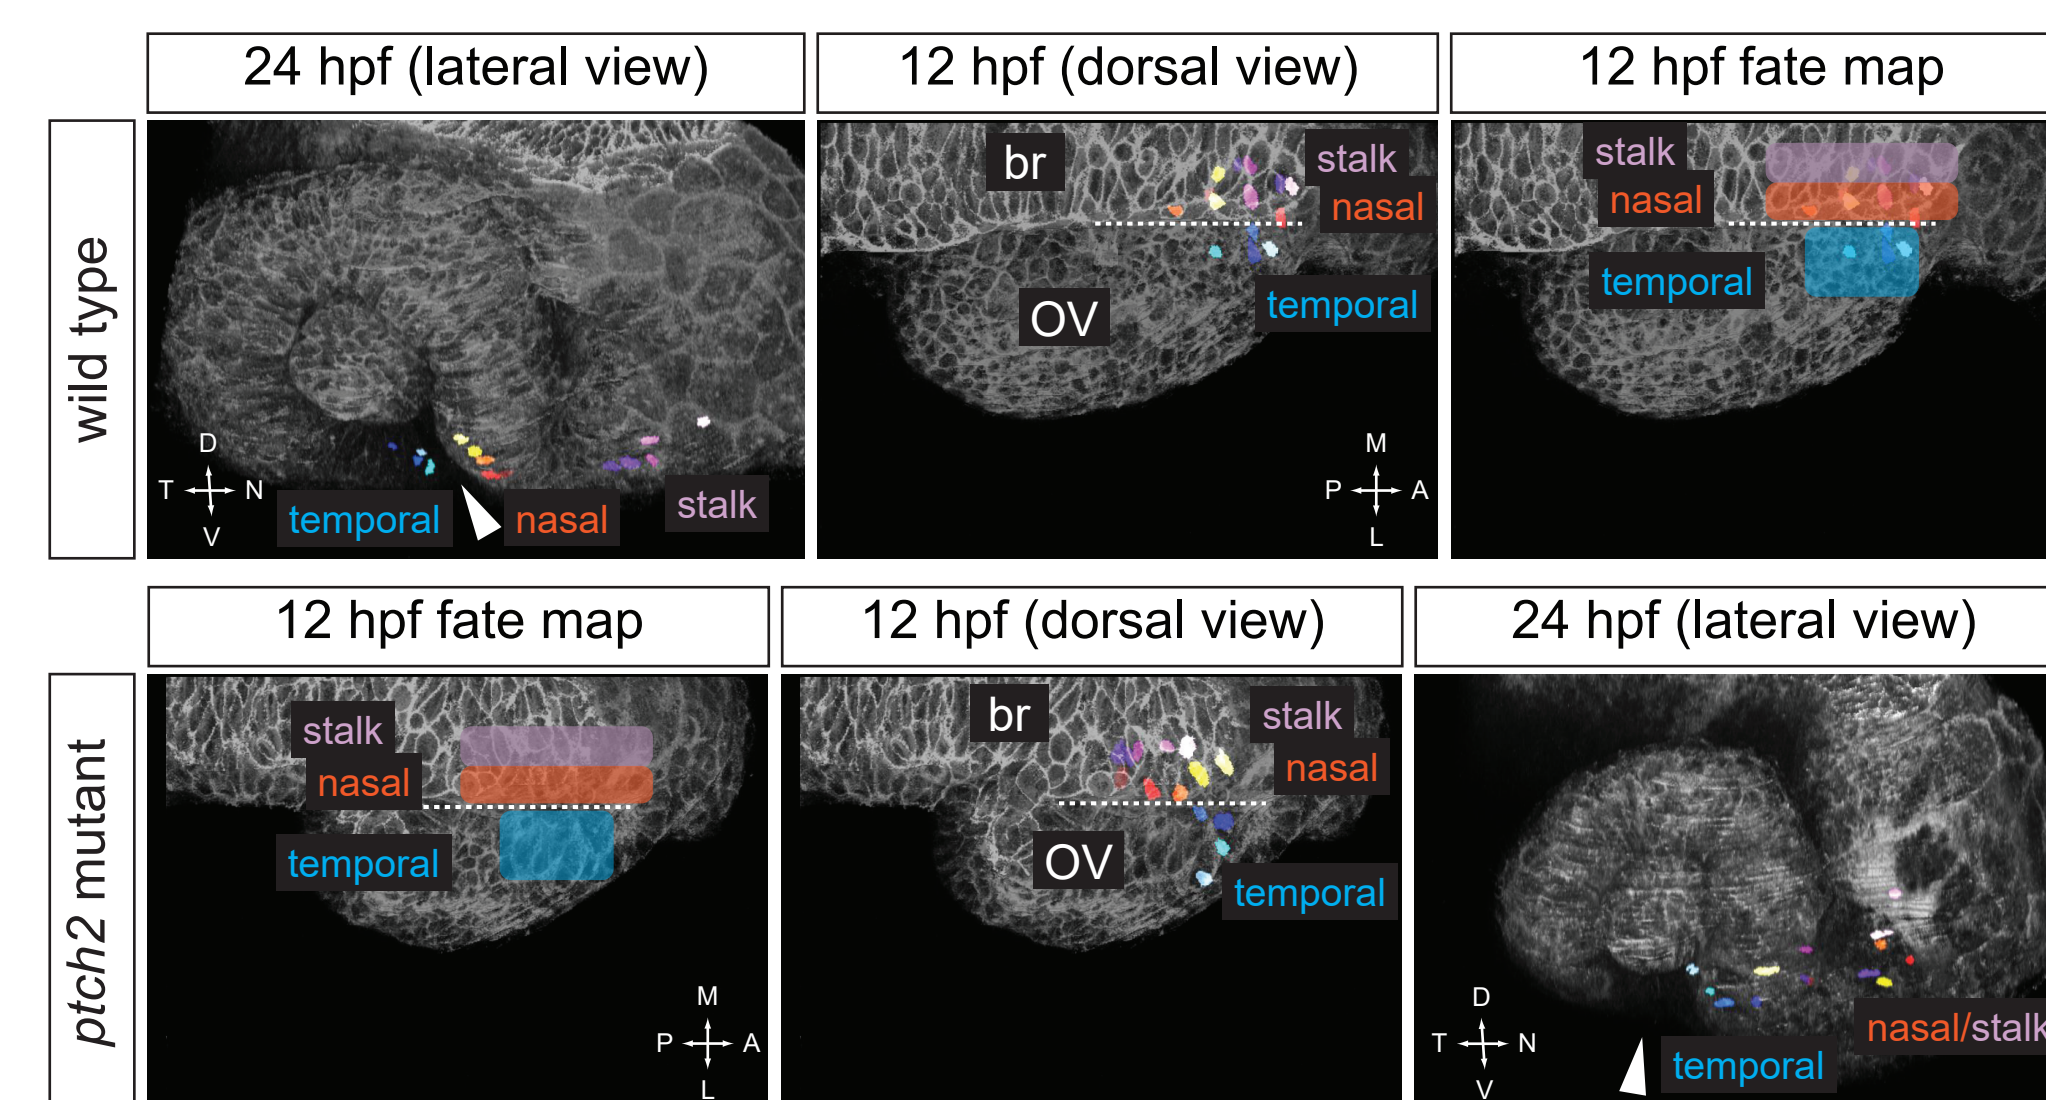 24 hpf (lateral view)
12 hpf (dorsal view)
12 hpf fate map
wild type
D
T N
V
temporal
nasal
stalk
br
stalk
nasal
OV
temporal
M
P A
L
stalk
nasal
temporal
12 hpf fate map
12 hpf (dorsal view)
24 hpf (lateral view)
ptch2 mutant
stalk
nasal
temporal
M
P A
L
br
stalk
nasal
OV
temporal
D
T N
V
nasal/stalk
temporal